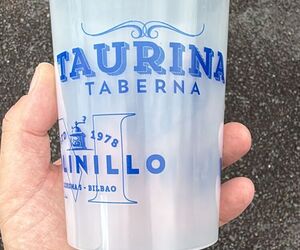 TAURINA
TABERNA
1978
LINILLO
BILBAO